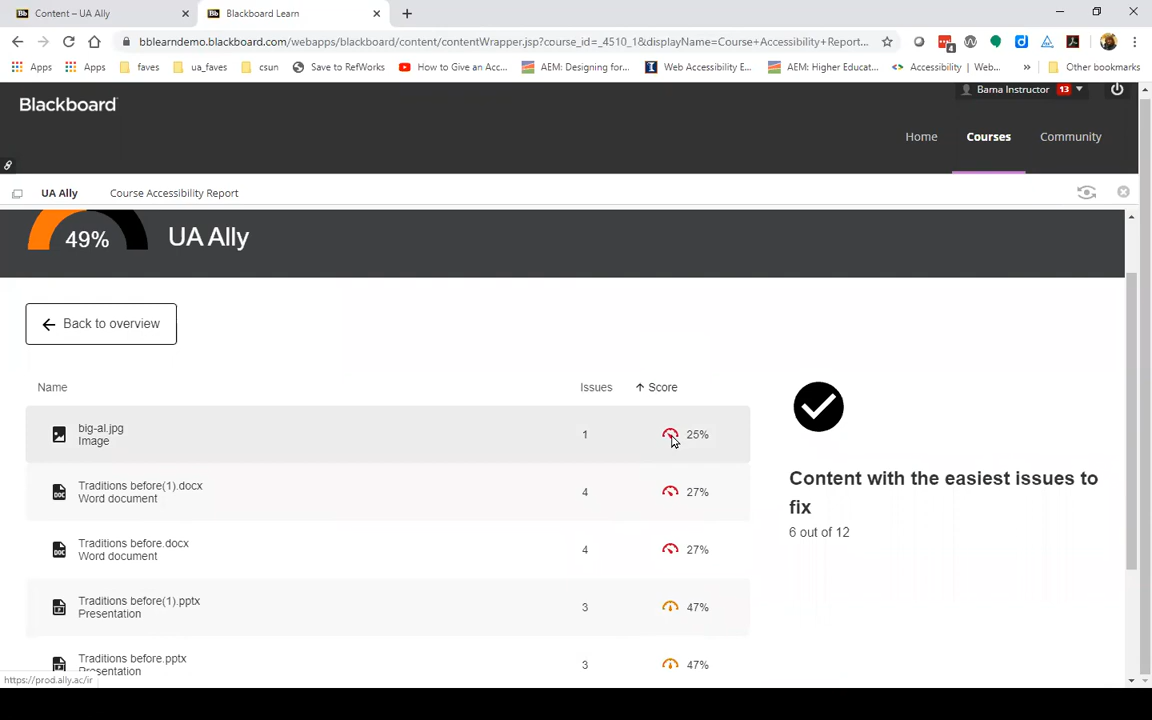 Content – UA Ally
Blackboard Learn
bblearndemo.blackboard.com/webapps/blackboard/content/contentWrapper.jsp?course_id=_4510_1&displayName=Course+Accessibility+Report...
Apps
Apps
faves
ua_faves
csun
Save to RefWorks
How to Give an Acc...
AEM: Designing for...
Web Accessibility E...
AEM: Higher Educat...
Accessibility | Web...
»
Other bookmarks
Blackboard
Bama Instructor 13
Home
Courses
Community
UA Ally
Course Accessibility Report
49%
UA Ally
Back to overview
Name Issues Score
big-al.jpg
Image
1 25%
Traditions before(1).docx
Word document
4 27%
Traditions before.docx
Word document
4 27%
Traditions before(1).pptx
Presentation
3 47%
Traditions before.pptx
Presentation
3 47%
Content with the easiest issues to
fix
6 out of 12
https://prod.ally.ac/ir